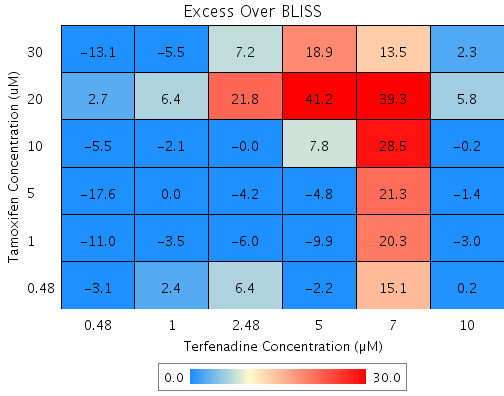 Excess Over BLISS
Tamoxifen Concentration (uM)
30 −13.1 −5.5 7.2 18.9 13.5 2.3
20 2.7 6.4 21.8 41.2 39.3 5.8
10 −5.5 −2.1 −0.0 7.8 28.5 −0.2
5 −17.6 0.0 −4.2 −4.8 21.3 −1.4
1 −11.0 −3.5 −6.0 −9.9 20.3 −3.0
0.48 −3.1 2.4 6.4 −2.2 15.1 0.2
0.48 1 2.48 5 7 10
Terfenadine Concentration (μM)
0.0 30.0